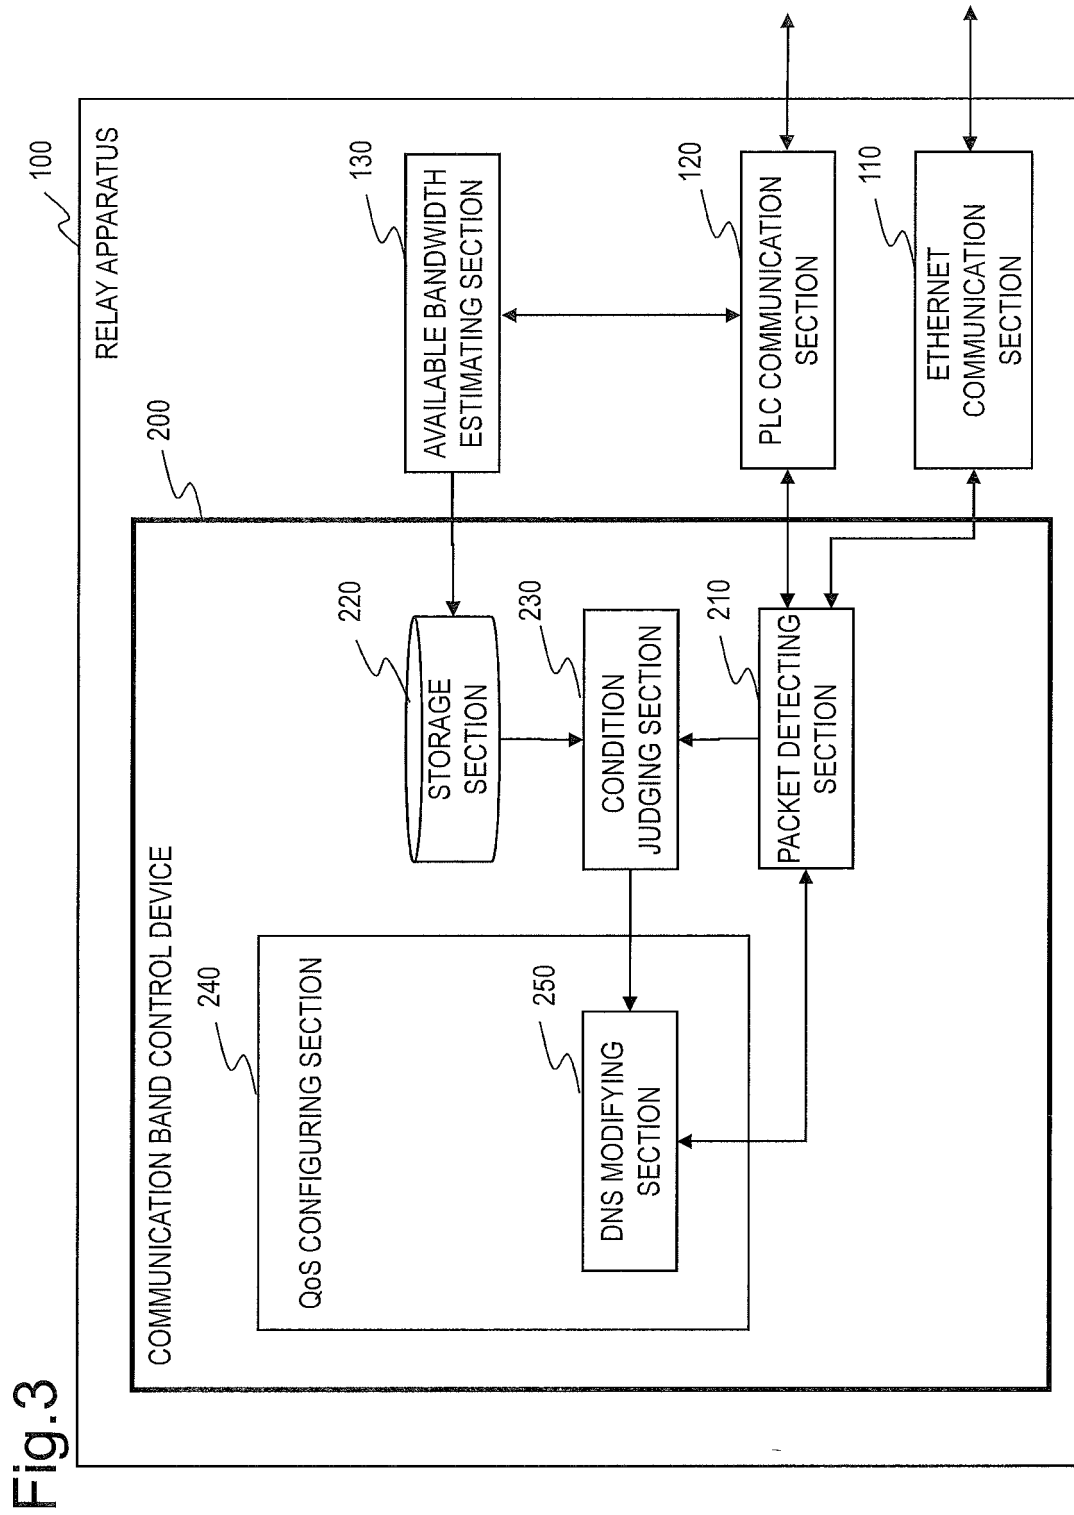 Fig.3
100
RELAY APPARATUS
200
COMMUNICATION BAND CONTROL DEVICE
240
QoS CONFIGURING SECTION
250
DNS MODIFYING
SECTION
220
STORAGE
SECTION
230
CONDITION
JUDGING SECTION
210
PACKET DETECTING
SECTION
130
AVAILABLE BANDWIDTH
ESTIMATING SECTION
120
PLC COMMUNICATION
SECTION
110
ETHERNET
COMMUNICATION
SECTION